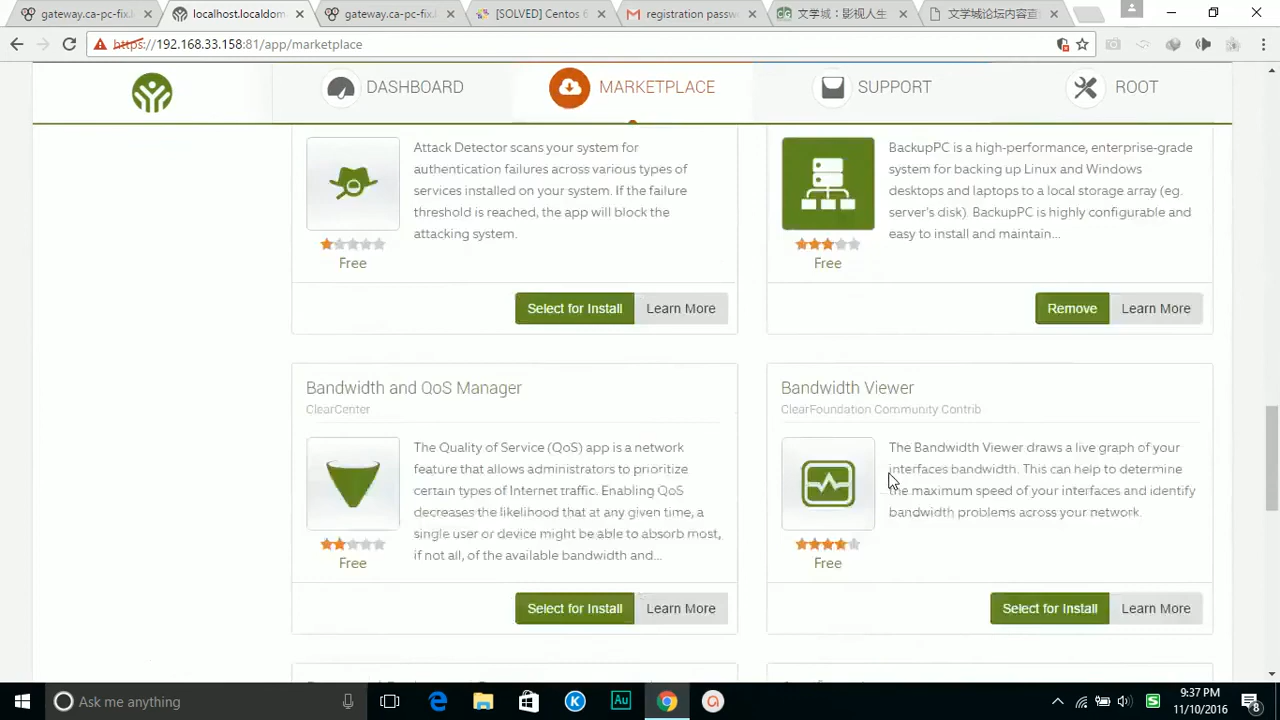 gateway.ca-pc-fix.l
localhost.localdom
gateway.ca-pc-fix.l
[SOLVED] Centos 6
registration passw
文学城：影视人生
文学城论坛内容直
https://192.168.33.158:81/app/marketplace
DASHBOARD
MARKETPLACE
SUPPORT
ROOT
Attack Detector scans your system for
authentication failures across various types of
services installed on your system. If the failure
threshold is reached, the app will block the
attacking system.
Free
Select for Install
Learn More
BackupPC is a high-performance, enterprise-grade
system for backing up Linux and Windows
desktops and laptops to a local storage array (eg.
server's disk). BackupPC is highly configurable and
easy to install and maintain...
Free
Remove
Learn More
Bandwidth and QoS Manager
ClearCenter
The Quality of Service (QoS) app is a network
feature that allows administrators to prioritize
certain types of Internet traffic. Enabling QoS
decreases the likelihood that at any given time, a
single user or device might be able to absorb most,
if not all, of the available bandwidth and...
Free
Select for Install
Learn More
Bandwidth Viewer
ClearFoundation Community Contrib
The Bandwidth Viewer draws a live graph of your
interfaces bandwidth. This can help to determine
the maximum speed of your interfaces and identify
bandwidth problems across your network.
Free
Select for Install
Learn More
Ask me anything
9:37 PM
11/10/2016